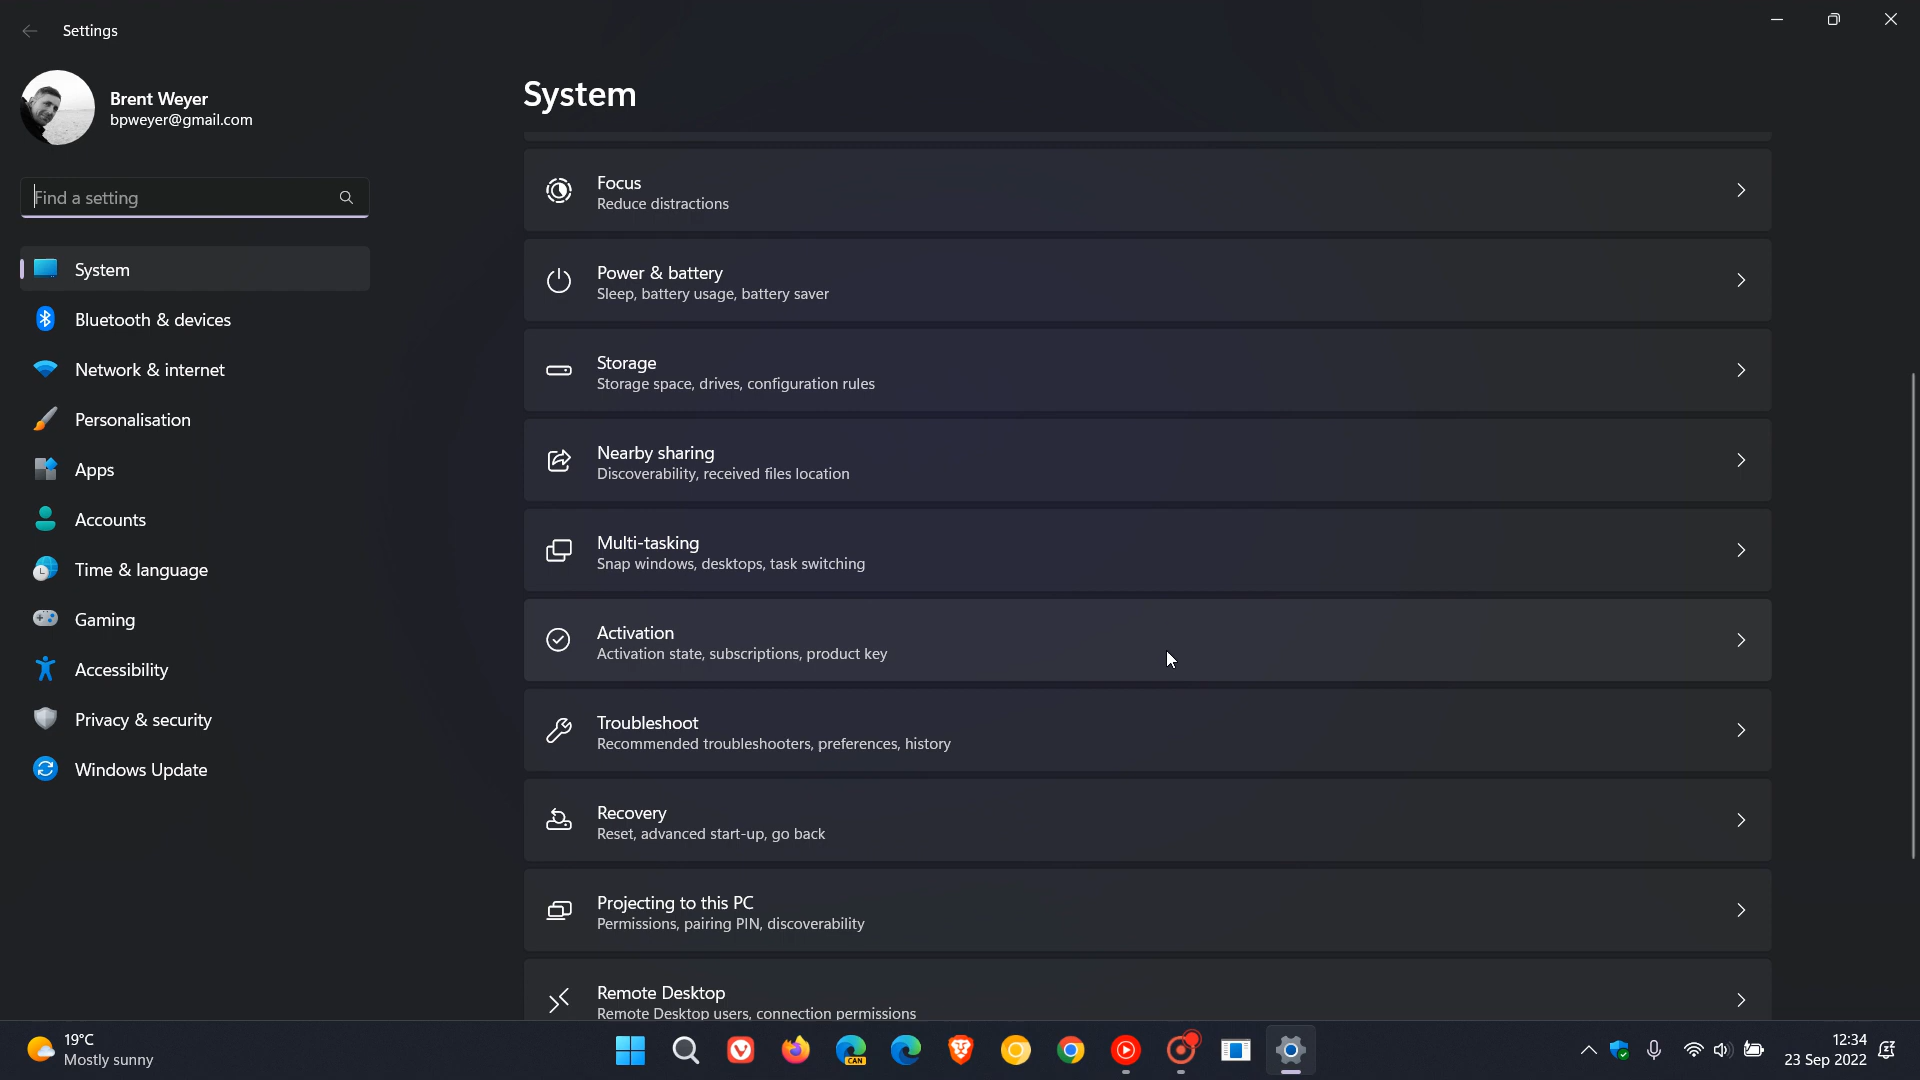 Settings
Brent Weyer
bpweyer@gmail.com
Find a setting
System
Bluetooth & devices
Network & internet
Personalisation
Apps
Accounts
Time & language
Gaming
Accessibility
Privacy & security
Windows Update
System
Focus
Reduce distractions
Power & battery
Sleep, battery usage, battery saver
Storage
Storage space, drives, configuration rules
Nearby sharing
Discoverability, received files location
Multi-tasking
Snap windows, desktops, task switching
Activation
Activation state, subscriptions, product key
Troubleshoot
Recommended troubleshooters, preferences, history
Recovery
Reset, advanced start-up, go back
Projecting to this PC
Permissions, pairing PIN, discoverability
Remote Desktop
Remote Desktop users, connection permissions
19°C
Mostly sunny
CAN
12:34
23 Sep 2022